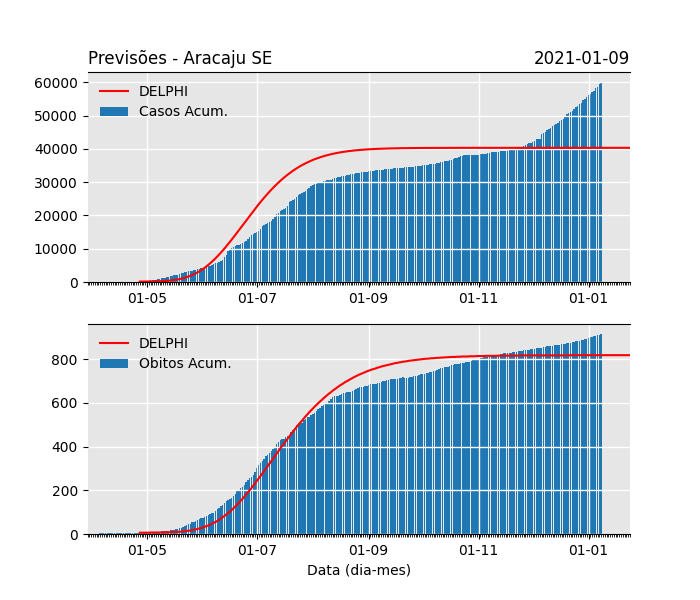 Previsões - Aracaju SE 2021-01-09
60000
50000
40000
30000
20000
10000
0
DELPHI
Casos Acum.
01-05 01-07 01-09 01-11 01-01
800
600
400
200
0
DELPHI
Obitos Acum.
01-05 01-07 01-09 01-11 01-01
Data (dia-mes)